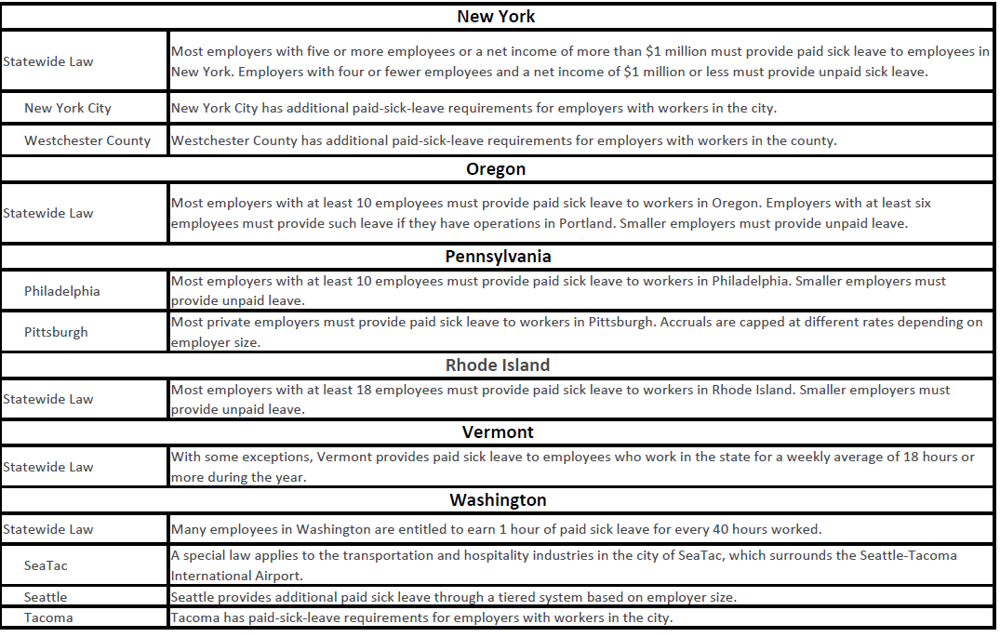 New York
Statewide Law
Most employers with five or more employees or a net income of more than $1 million must provide paid sick leave to employees in
New York. Employers with four or fewer employees and a net income of $1 million or less must provide unpaid sick leave.
New York City
New York City has additional paid-sick-leave requirements for employers with workers in the city.
Westchester County
Westchester County has additional paid-sick-leave requirements for employers with workers in the county.
Oregon
Statewide Law
Most employers with at least 10 employees must provide paid sick leave to workers in Oregon. Employers with at least six
employees must provide such leave if they have operations in Portland. Smaller employers must provide unpaid leave.
Pennsylvania
Philadelphia
Most employers with at least 10 employees must provide paid sick leave to workers in Philadelphia. Smaller employers must
provide unpaid leave.
Pittsburgh
Most private employers must provide paid sick leave to workers in Pittsburgh. Accruals are capped at different rates depending on
employer size.
Rhode Island
Statewide Law
Most employers with at least 18 employees must provide paid sick leave to workers in Rhode Island. Smaller employers must
provide unpaid leave.
Vermont
Statewide Law
With some exceptions, Vermont provides paid sick leave to employees who work in the state for a weekly average of 18 hours or
more during the year.
Washington
Statewide Law
Many employees in Washington are entitled to earn 1 hour of paid sick leave for every 40 hours worked.
SeaTac
A special law applies to the transportation and hospitality industries in the city of SeaTac, which surrounds the Seattle-Tacoma
International Airport.
Seattle
Seattle provides additional paid sick leave through a tiered system based on employer size.
Tacoma
Tacoma has paid-sick-leave requirements for employers with workers in the city.